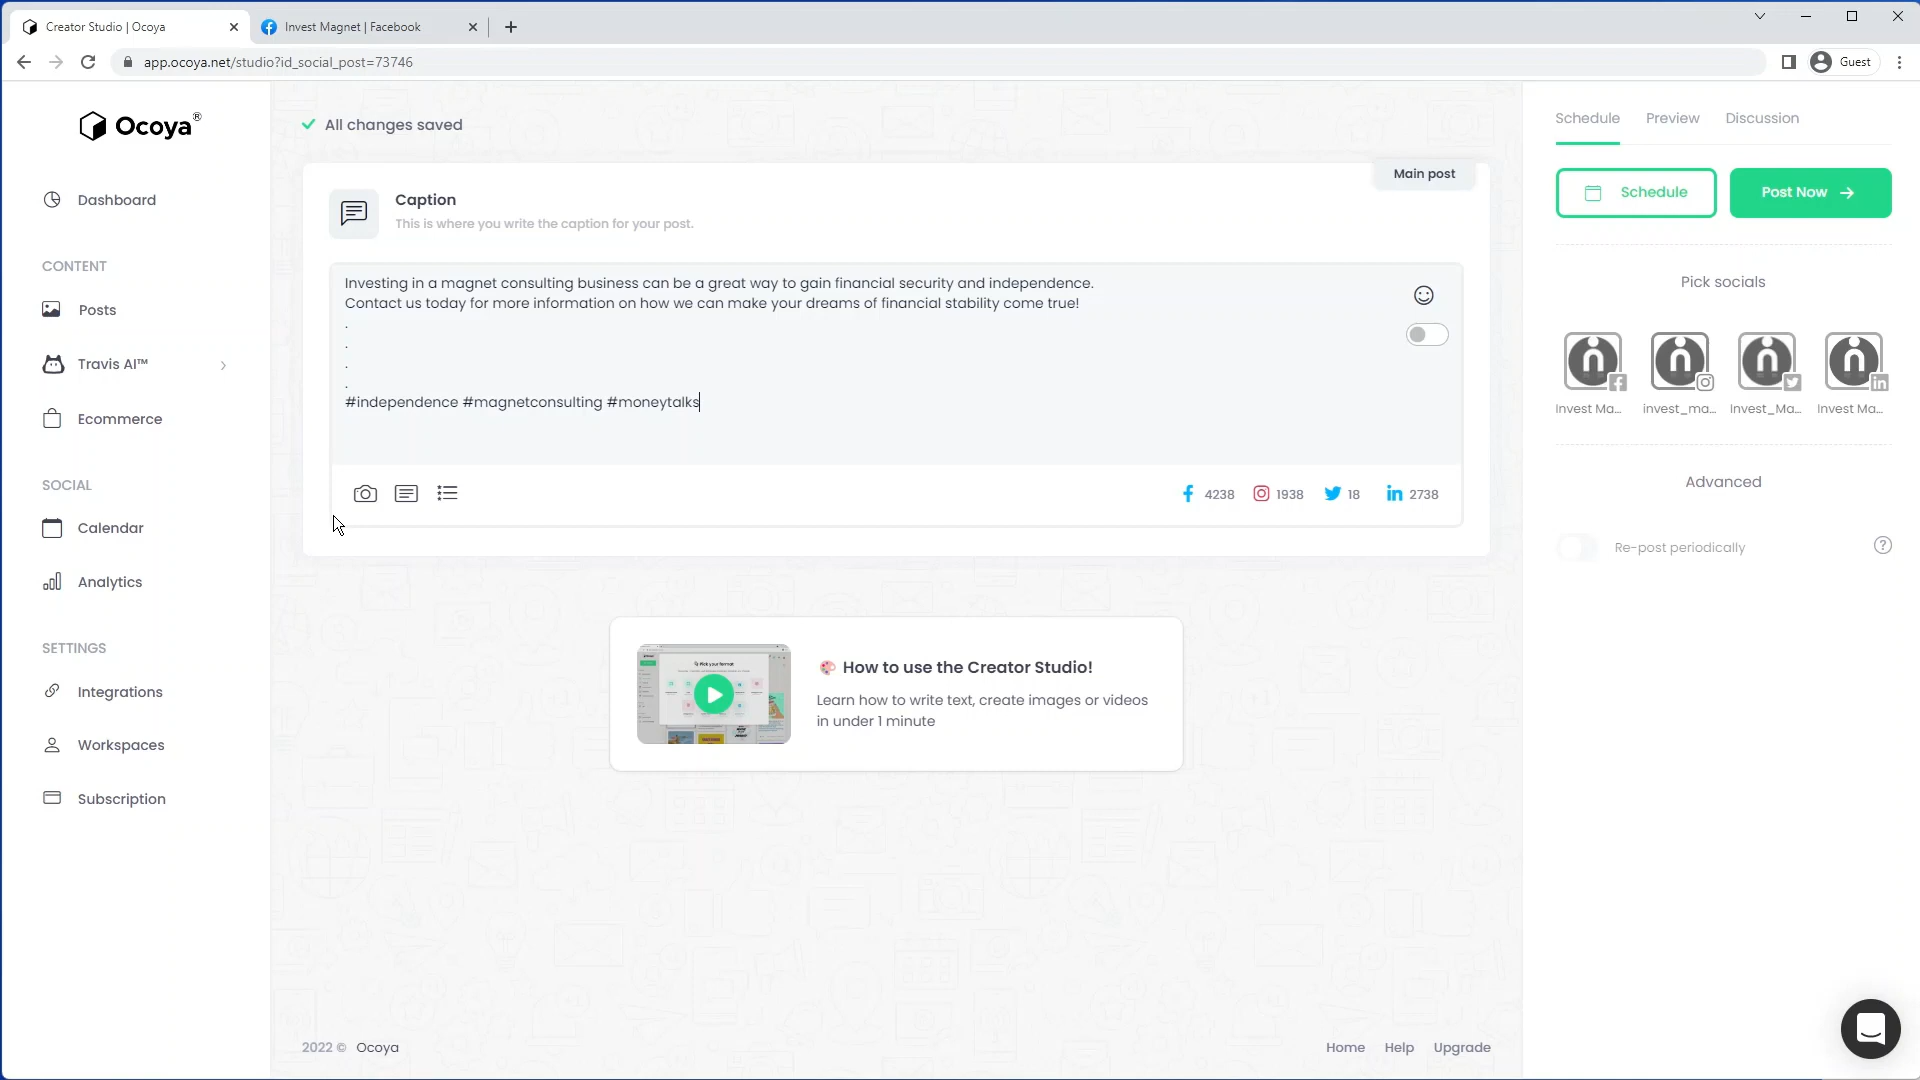 Creator Studio | Ocoya
Invest Magnet | Facebook
app.ocoya.net/studio?id_social_post=73746
Guest
Ocoya®
Dashboard
CONTENT
Posts
Travis AI™
Ecommerce
SOCIAL
Calendar
Analytics
SETTINGS
Integrations
Workspaces
Subscription
All changes saved
Main post
Caption
This is where you write the caption for your post.
Investing in a magnet consulting business can be a great way to gain financial security and independence.
Contact us today for more information on how we can make your dreams of financial stability come true!
.
.
.
.
#independence #magnetconsulting #moneytalks
4238 1938 18 2738
How to use the Creator Studio!
Learn how to write text, create images or videos
in under 1 minute
2022 © Ocoya
Home Help Upgrade
Schedule Preview Discussion
Schedule
Post Now
Pick socials
Invest Ma... invest_ma... Invest_Ma... Invest Ma...
Advanced
Re-post periodically